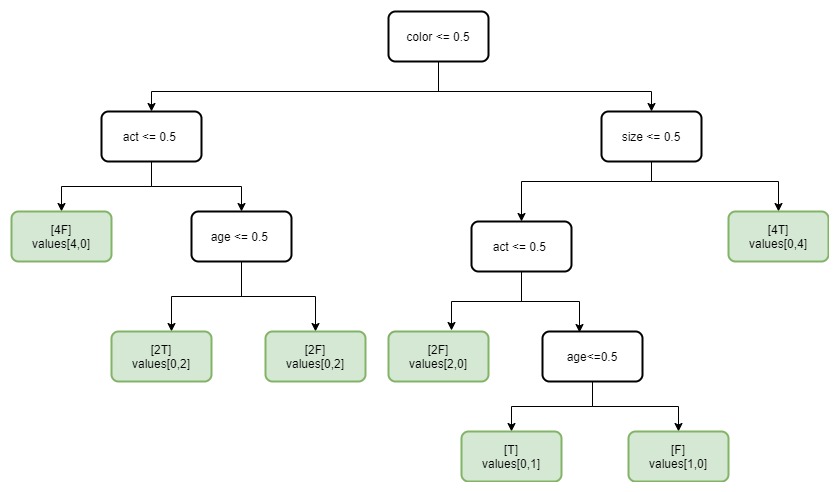 color <= 0.5
act <= 0.5
size <= 0.5
[4F]
values[4,0]
age <= 0.5
act <= 0.5
[4T]
values[0,4]
[2T]
values[0,2]
[2F]
values[0,2]
[2F]
values[2,0]
age<=0.5
[T]
values[0,1]
[F]
values[1,0]